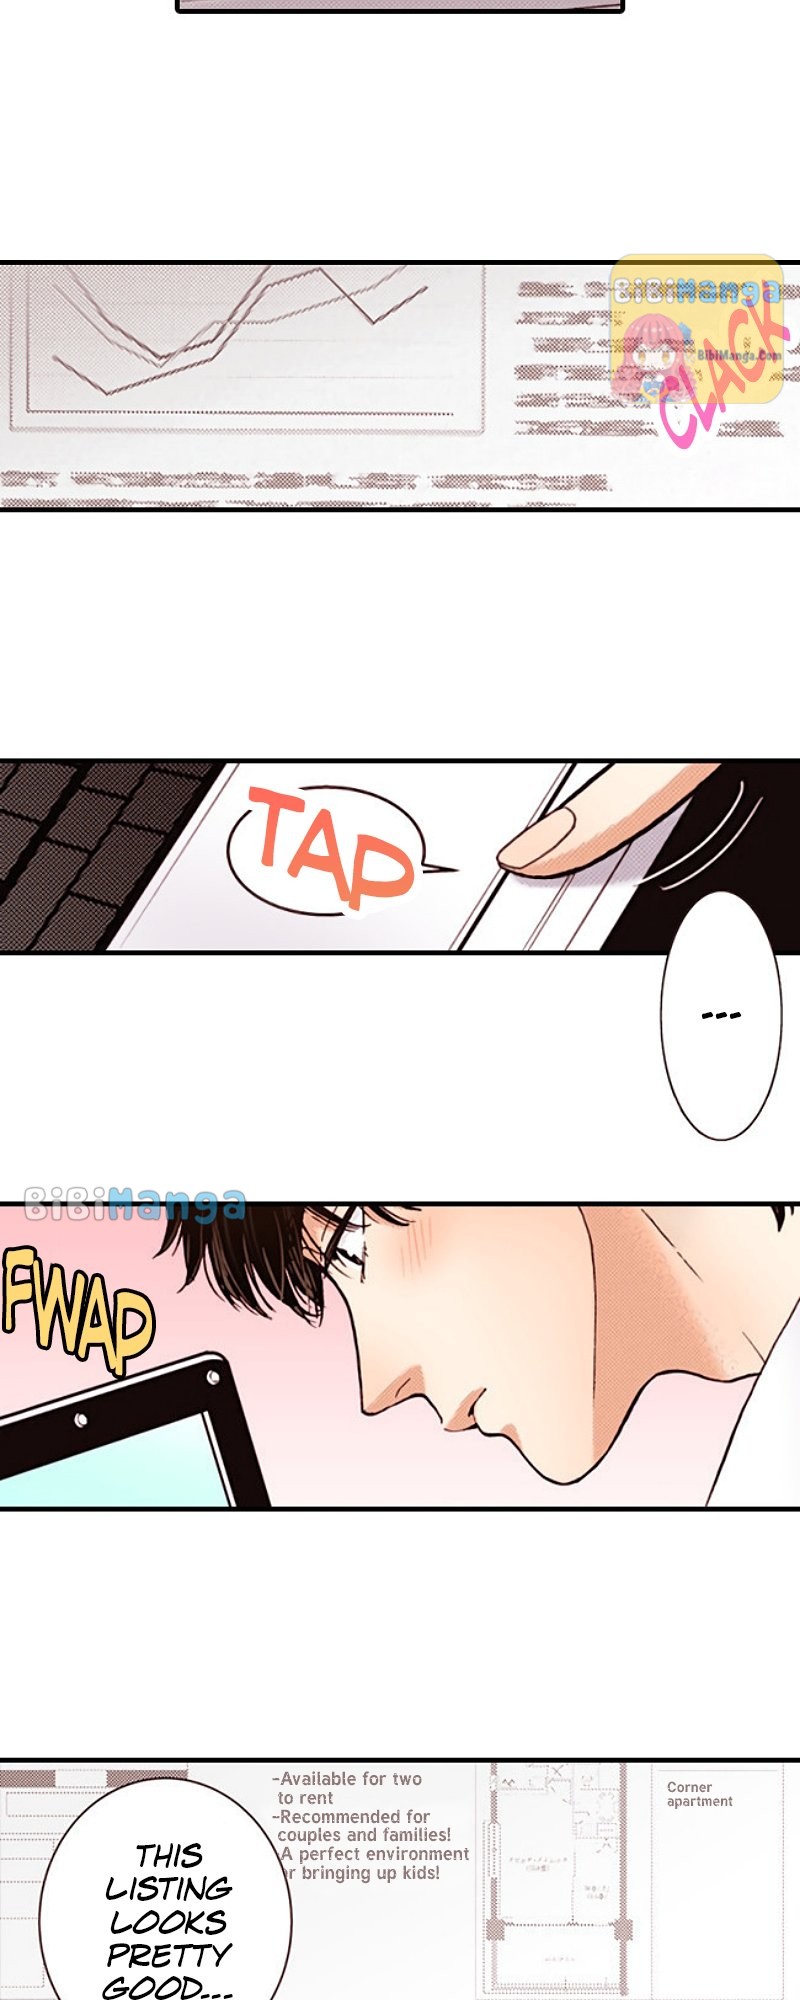 BiBiManga
BibiManga.Com
CLACK
TAP
...
BiBiManga
FWAP
~Available for two
to rent
~Recommended for
couples and families!
A perfect environment
bringing up kids!
Corner
apartment
THIS
LISTING
LOOKS
PRETTY
GOOD...